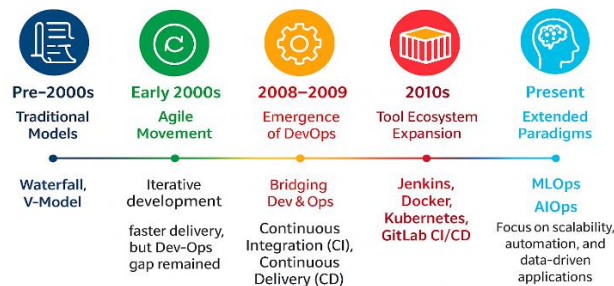 Pre-2000s
Traditional
Models
Waterfall,
V-Model
Early 2000s
Agile
Movement
Iterative
development
faster delivery,
but Dev-Ops
gap remained
2008–2009
Emergence
of DevOps
Bridging
Dev & Ops
Continuous
Integration (CI),
Continuous
Delivery (CD)
2010s
Tool Ecosystem
Expansion
Jenkins,
Docker,
Kubernetes,
GitLab CI/CD
Present
Extended
Paradigms
MLOps
AIOps
Focus on scalability,
automation, and
data-driven
applications